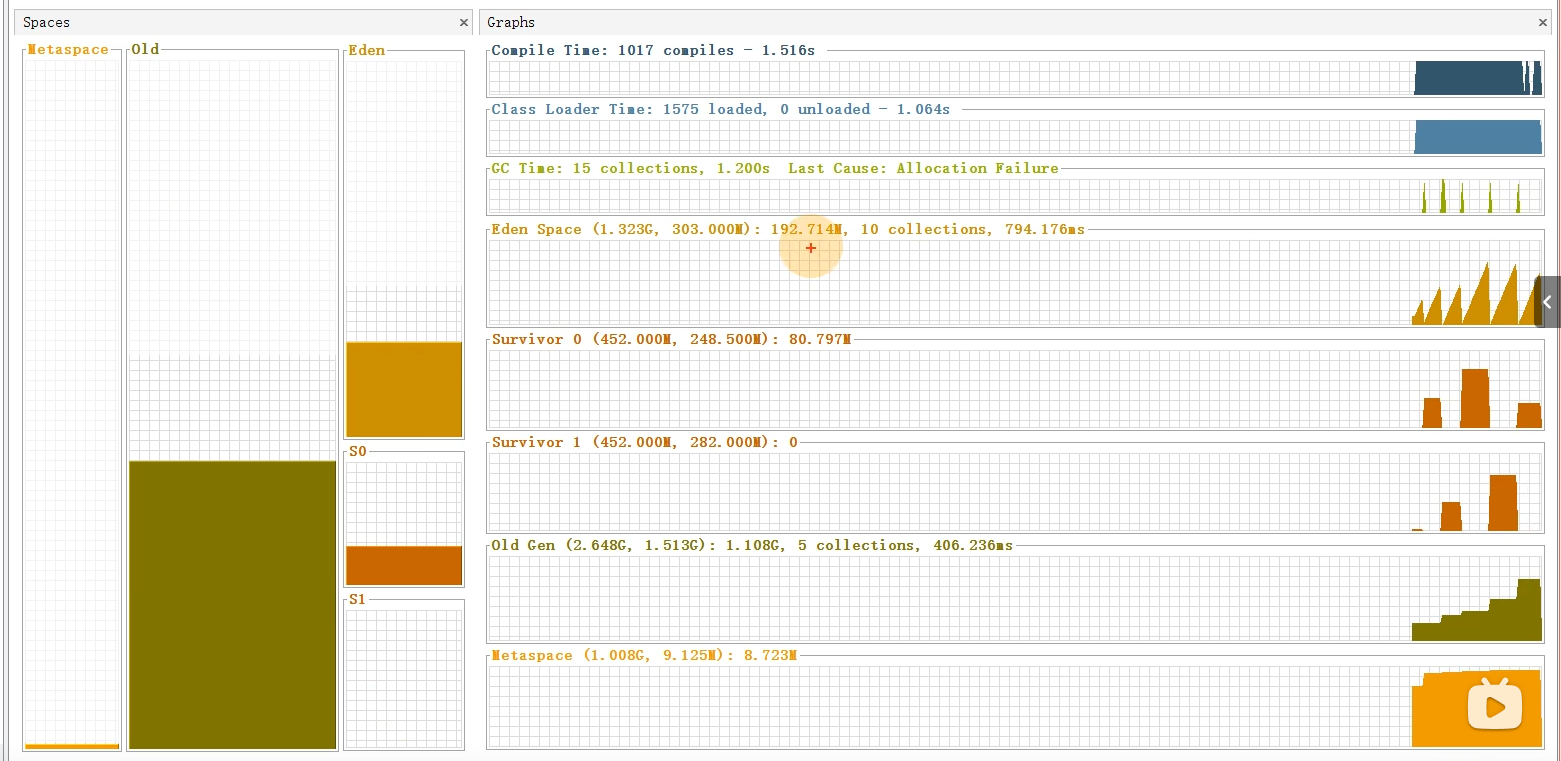 Spaces
Graphs
Metaspace
Old
Eden
S0
S1
Compile Time: 1017 compiles - 1.516s
Class Loader Time: 1575 loaded, 0 unloaded - 1.064s
GC Time: 15 collections, 1.200s Last Cause: Allocation Failure
Eden Space (1.323G, 303.000M): 192.714M, 10 collections, 794.176ms
Survivor 0 (452.000M, 248.500M): 80.797M
Survivor 1 (452.000M, 282.000M): 0
Old Gen (2.648G, 1.513G): 1.108G, 5 collections, 406.236ms
Metaspace (1.008G, 9.125M): 8.723M